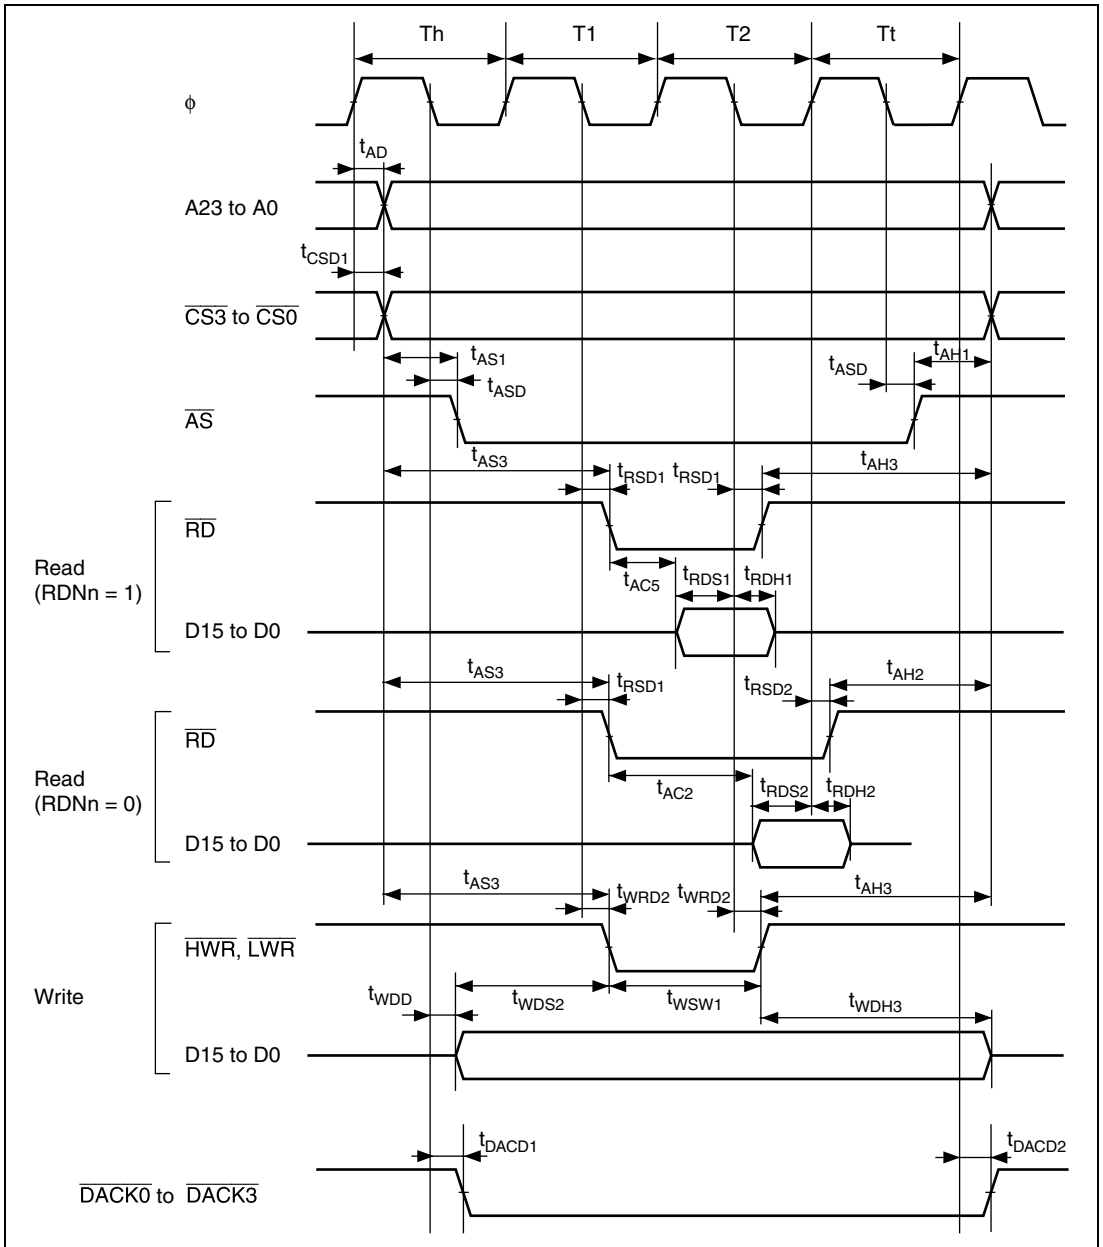 Th T1 T2 Tt
ϕ
tAD
A23 to A0
tCSD1
CS3 to CS0
tAS1 tAH1
tASD tASD
AS
tAS3 tRSD1 tRSD1 tAH3
RD
Read
(RDNn = 1)
tAC5 tRDS1 tRDH1
D15 to D0
tAS3 tRSD1 tRSD2 tAH2
RD
Read
(RDNn = 0)
tAC2 tRDS2 tRDH2
D15 to D0
tAS3 tWRD2 tWRD2 tAH3
HWR, LWR
Write
tWDD tWDS2 tWSW1 tWDH3
D15 to D0
tDACD1 tDACD2
DACK0 to DACK3